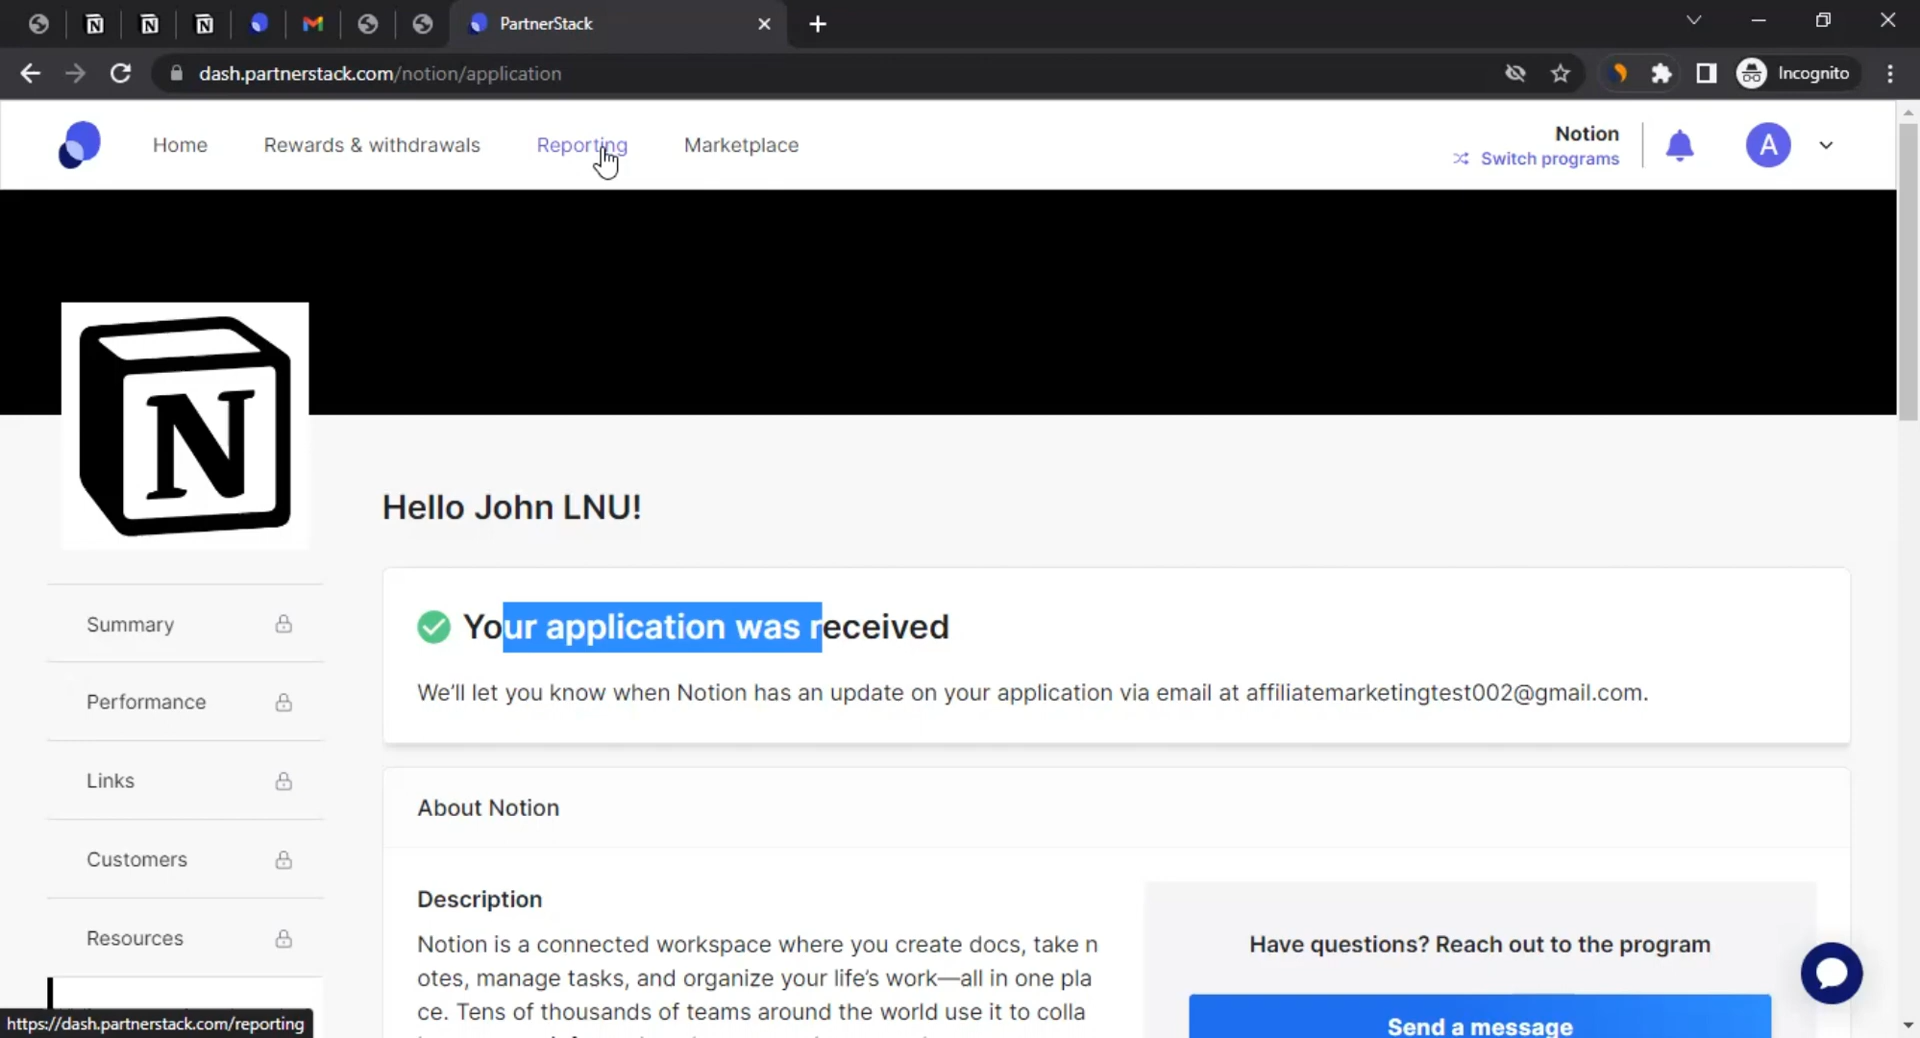 PartnerStack
dash.partnerstack.com/notion/application
Incognito
Home
Rewards & withdrawals
Reporting
Marketplace
Notion
Switch programs
A
N
Hello John LNU!
Your application was received
We'll let you know when Notion has an update on your application via email at affiliatemarketingtest002@gmail.com.
Summary
Performance
Links
Customers
Resources
About Notion
Description
Notion is a connected workspace where you create docs, take n
otes, manage tasks, and organize your life's work—all in one pla
ce. Tens of thousands of teams around the world use it to colla
Have questions? Reach out to the program
Send a message
https://dash.partnerstack.com/reporting